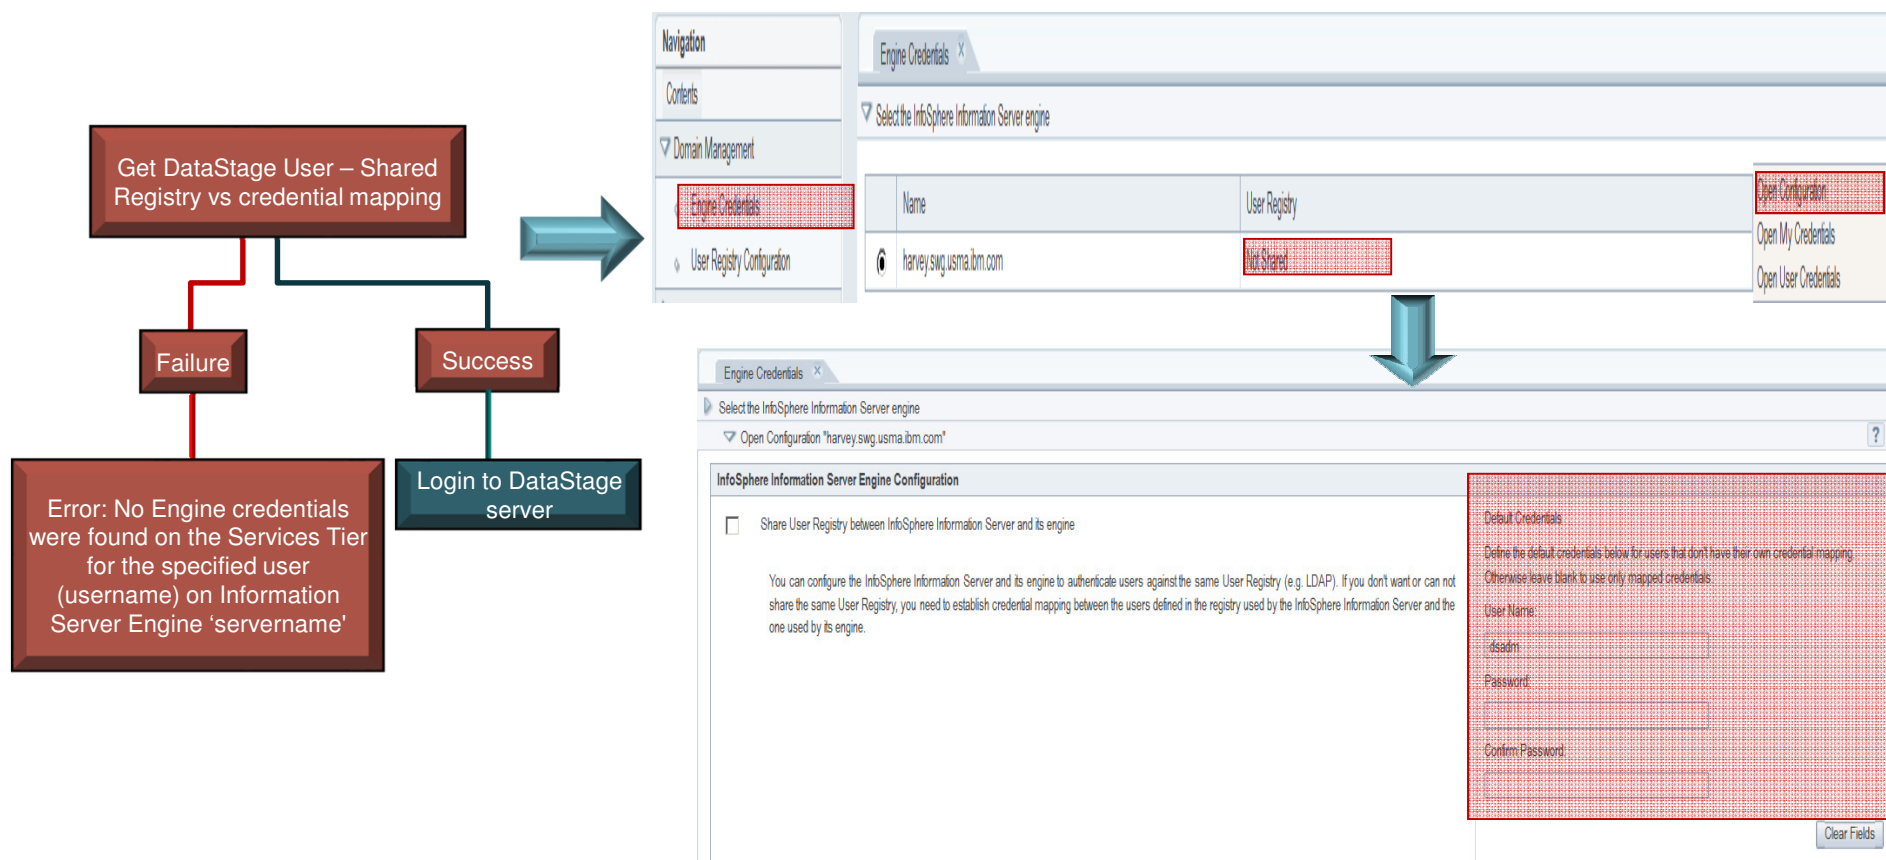 Get DataStage User – Shared
Registry vs credential mapping
Failure
Success
Error: No Engine credentials
were found on the Services Tier
for the specified user
(username) on Information
Server Engine ‘servername'
Login to DataStage
server
Navigation
Contents
Domain Management
Engine Credentials
User Registry Configuration
Engine Credentials X
Select the InfoSphere Information Server engine
Name
User Registry
harvey.swg.usma.ibm.com
Not Shared
Open Configuration
Open My Credentials
Open User Credentials
Engine Credentials X
Select the InfoSphere Information Server engine
Open Configuration "harvey.swg.usma.ibm.com"
?
InfoSphere Information Server Engine Configuration
Share User Registry between InfoSphere Information Server and its engine
You can configure the InfoSphere Information Server and its engine to authenticate users against the same User Registry (e.g. LDAP). If you don't want or can not
share the same User Registry, you need to establish credential mapping between the users defined in the registry used by the InfoSphere Information Server and the
one used by its engine.
Default Credentials
Define the default credentials below for users that don't have their own credential mapping.
Otherwise leave blank to use only mapped credentials.
User Name:
dsadm
Password:
Confirm Password:
Clear Fields